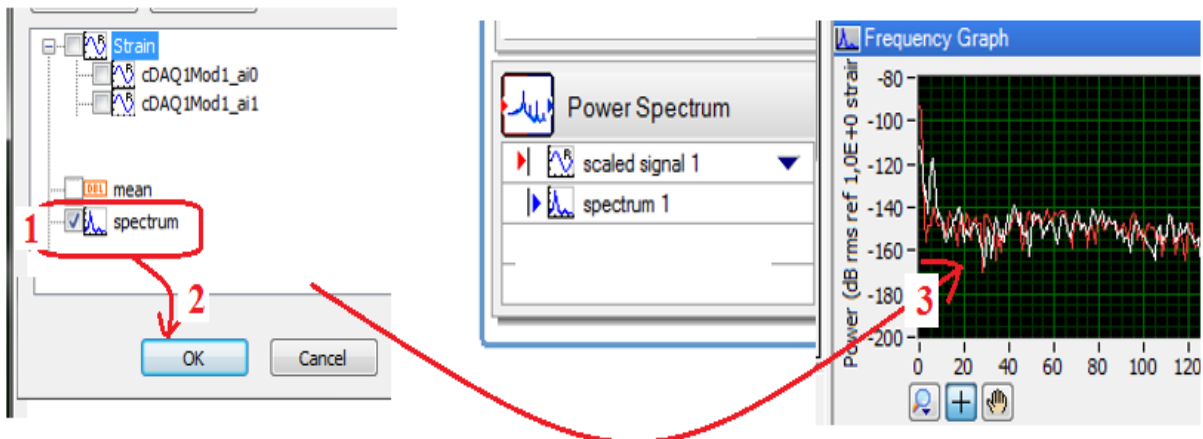 Strain
cDAQ1Mod1_ai0
cDAQ1Mod1_ai1
DBL mean
1 spectrum
2
OK Cancel
Power Spectrum
scaled signal 1
spectrum 1
Frequency Graph
Power (dB rms ref 1,0E+0 strain
-80
-100
-120
-140
-160
-180
-200
0 20 40 60 80 100 120
3